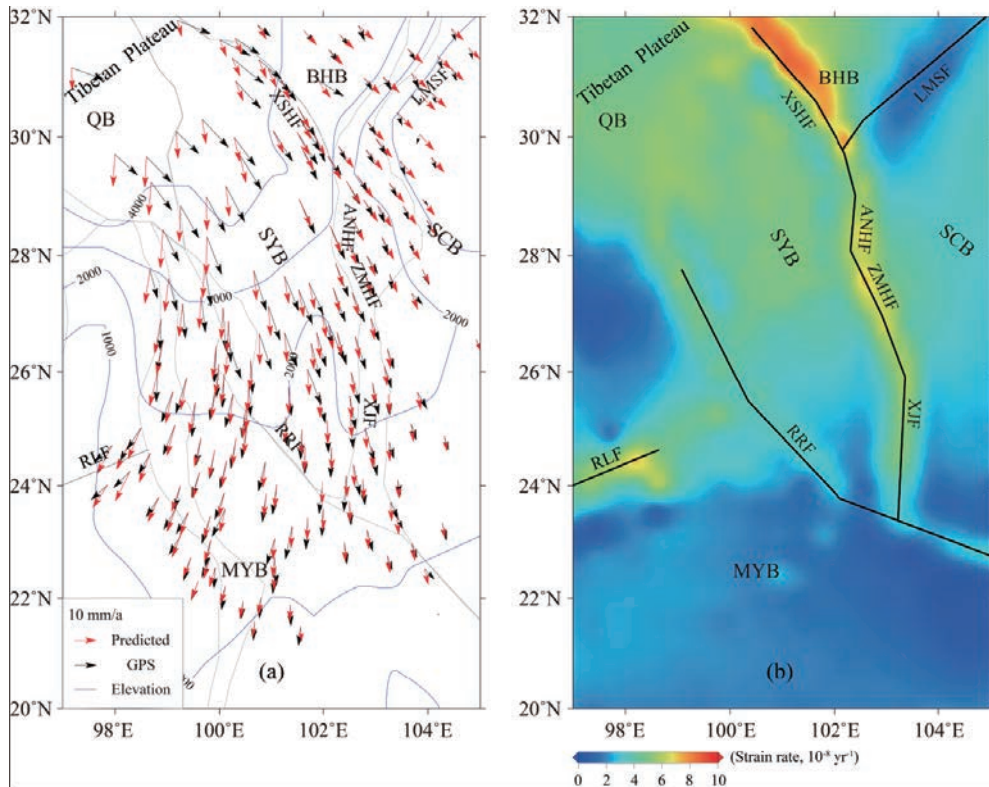 32°N
30°N
28°N
26°N
24°N
22°N
20°N
98°E
100°E
102°E
104°E
Tibetan Plateau
QB
BHB
XSHF
LMSF
SYB
ANHF
ZMHF
SCB
XJF
RRF
RLF
MYB
4000
2000
1000
2000
2000
10 mm/a
Predicted
GPS
Elevation
(a)
32°N
30°N
28°N
26°N
24°N
22°N
20°N
98°E
100°E
102°E
104°E
Tibetan Plateau
QB
BHB
XSHF
LMSF
SYB
ANHF
ZMHF
SCB
XJF
RRF
RLF
MYB
(b)
0 2 4 6 8 10
(Strain rate, 10⁻⁸ yr⁻¹)